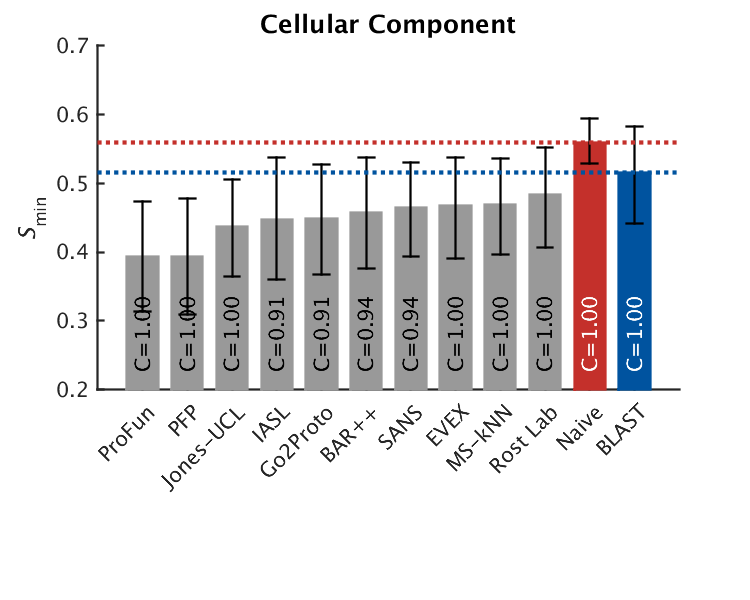 Cellular Component
0.7
0.6
0.5
0.4
0.3
0.2
Smin
C=1.00
C=1.00
C=1.00
C=0.91
C=0.91
C=0.94
C=0.94
C=1.00
C=1.00
C=1.00
C=1.00
C=1.00
ProFun
PFP
Jones-UCL
IASL
Go2Proto
BAR++
SANS
EVEX
MS-kNN
Rost Lab
Naive
BLAST